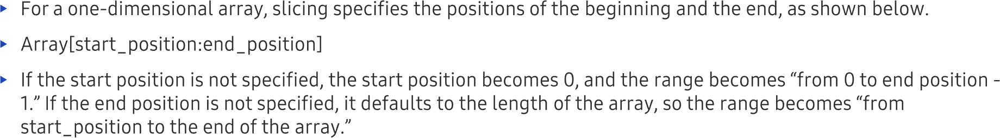 ▶ For a one-dimensional array, slicing specifies the positions of the beginning and the end, as shown below.
▶ Array[start_position:end_position]
▶ If the start position is not specified, the start position becomes 0, and the range becomes “from 0 to end position -
1.” If the end position is not specified, it defaults to the length of the array, so the range becomes “from
start_position to the end of the array.”